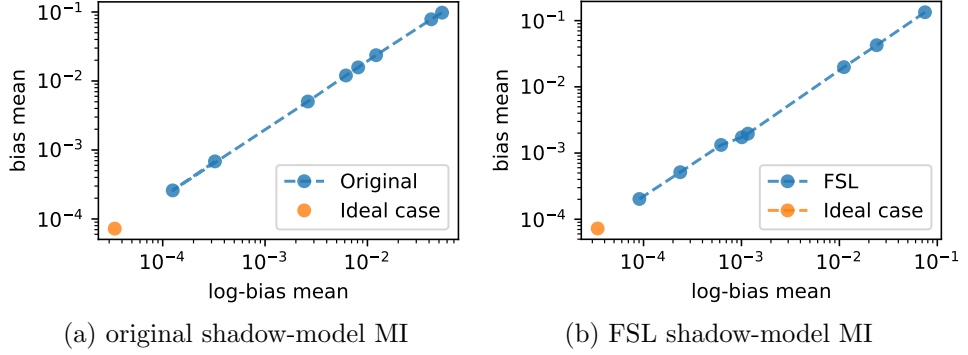 bias mean
10⁻¹
10⁻²
10⁻³
10⁻⁴
Original
Ideal case
10⁻⁴
10⁻³
10⁻²
log-bias mean
(a) original shadow-model MI
bias mean
10⁻¹
10⁻²
10⁻³
10⁻⁴
FSL
Ideal case
10⁻⁴
10⁻³
10⁻²
10⁻¹
log-bias mean
(b) FSL shadow-model MI